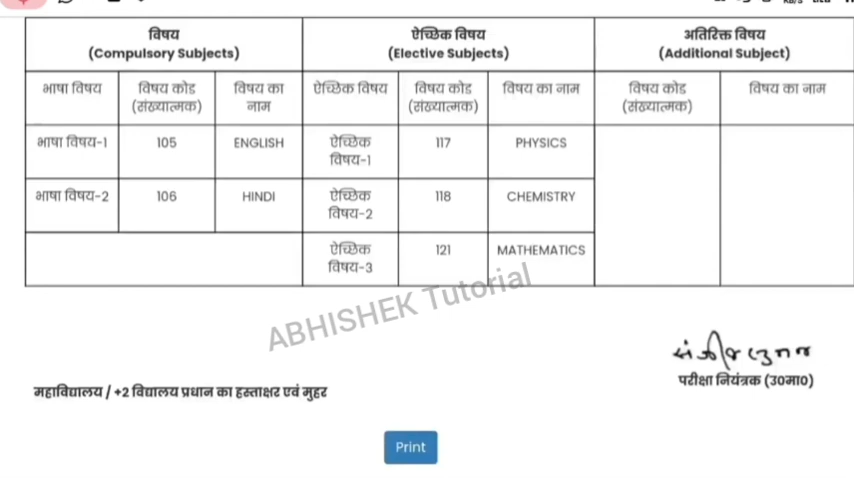 विषय
(Compulsory Subjects)
ऐच्छिक विषय
(Elective Subjects)
अतिरिक्त विषय
(Additional Subject)
भाषा विषय
विषय कोड
(संख्यात्मक)
विषय का
नाम
ऐच्छिक विषय
विषय कोड
(संख्यात्मक)
विषय का नाम
विषय कोड
(संख्यात्मक)
विषय का नाम
भाषा विषय-1
105
ENGLISH
ऐच्छिक
विषय-1
117
PHYSICS
भाषा विषय-2
106
HINDI
ऐच्छिक
विषय-2
118
CHEMISTRY
ऐच्छिक
विषय-3
121
MATHEMATICS
ABHISHEK Tutorial
परीक्षा नियंत्रक (उ0मा0)
महाविद्यालय / +2 विद्यालय प्रधान का हस्ताक्षर एवं मुहर
Print